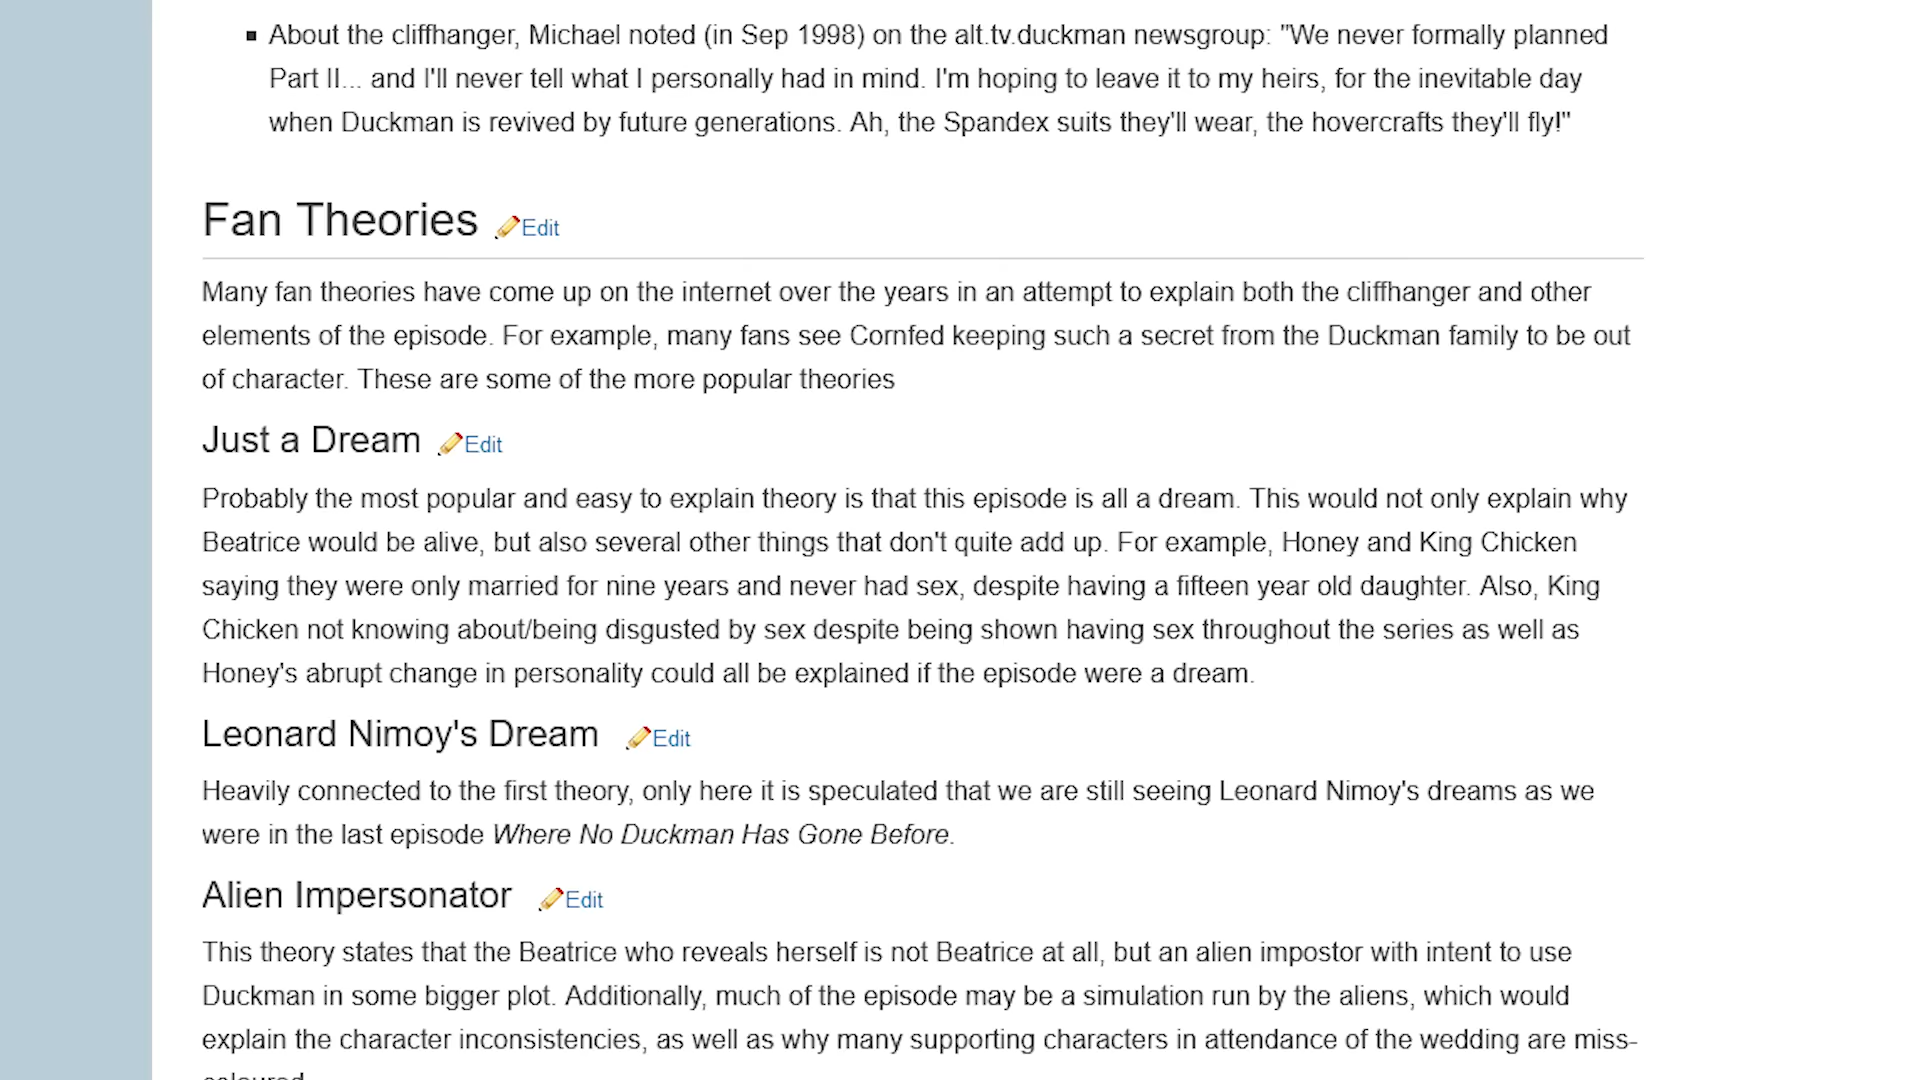 About the cliffhanger, Michael noted (in Sep 1998) on the alt.tv.duckman newsgroup: "We never formally planned
Part II... and I'll never tell what I personally had in mind. I'm hoping to leave it to my heirs, for the inevitable day
when Duckman is revived by future generations. Ah, the Spandex suits they'll wear, the hovercrafts they'll fly!"
Fan Theories Edit
Many fan theories have come up on the internet over the years in an attempt to explain both the cliffhanger and other
elements of the episode. For example, many fans see Cornfed keeping such a secret from the Duckman family to be out
of character. These are some of the more popular theories
Just a Dream Edit
Probably the most popular and easy to explain theory is that this episode is all a dream. This would not only explain why
Beatrice would be alive, but also several other things that don't quite add up. For example, Honey and King Chicken
saying they were only married for nine years and never had sex, despite having a fifteen year old daughter. Also, King
Chicken not knowing about/being disgusted by sex despite being shown having sex throughout the series as well as
Honey's abrupt change in personality could all be explained if the episode were a dream.
Leonard Nimoy's Dream Edit
Heavily connected to the first theory, only here it is speculated that we are still seeing Leonard Nimoy's dreams as we
were in the last episode Where No Duckman Has Gone Before.
Alien Impersonator Edit
This theory states that the Beatrice who reveals herself is not Beatrice at all, but an alien impostor with intent to use
Duckman in some bigger plot. Additionally, much of the episode may be a simulation run by the aliens, which would
explain the character inconsistencies, as well as why many supporting characters in attendance of the wedding are miss-